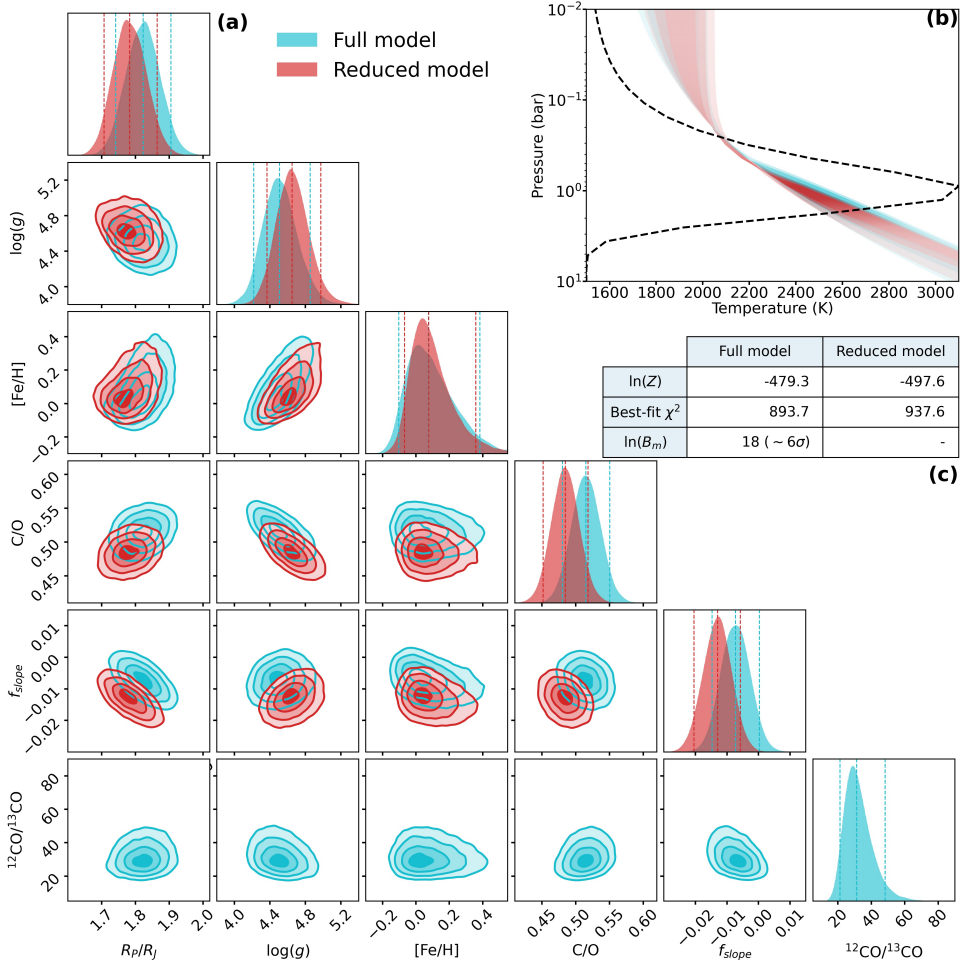 (a)
Full model
Reduced model
(b)
10⁻²
10⁻¹
10⁰
10¹
Pressure (bar)
1600 1800 2000 2200 2400 2600 2800 3000
Temperature (K)
Full model Reduced model
ln(Z) -479.3 -497.6
Best-fit χ² 893.7 937.6
ln(Bₘ) 18 (∼6σ) -
(c)
log(g)
5.2
4.8
4.4
4.0
[Fe/H]
0.4
0.2
0.0
−0.2
C/O
0.60
0.55
0.50
0.45
f_slope
0.01
0.00
−0.01
−0.02
¹²CO/¹³CO
80
60
40
20
1.7 1.8 1.9 2.0
4.0 4.4 4.8 5.2
−0.2 0.0 0.2 0.4
0.45 0.50 0.55 0.60
−0.02 −0.01 0.00 0.01
20 40 60 80
R_P/R_J log(g) [Fe/H] C/O f_slope ¹²CO/¹³CO